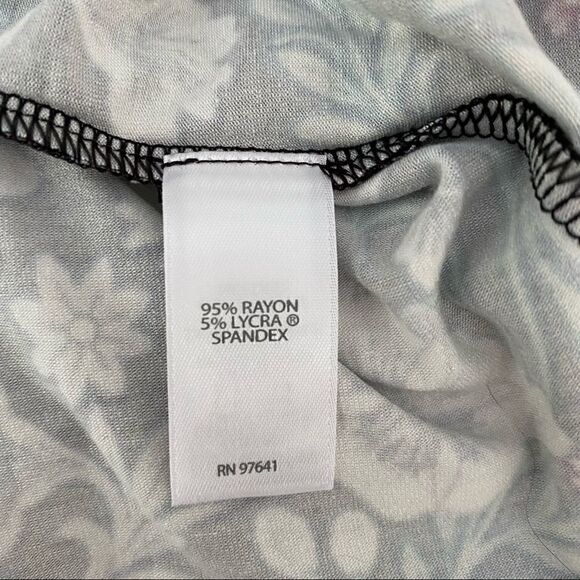 95% RAYON
5% LYCRA ®
SPANDEX
RN 97641